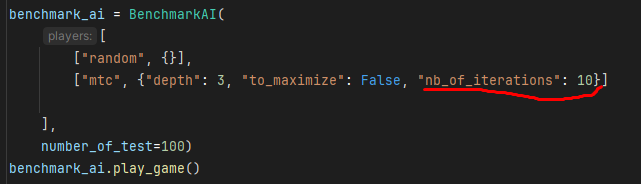 benchmark_ai = BenchmarkAI(
players: [
["random", {}],
["mtc", {"depth": 3, "to_maximize": False, "nb_of_iterations": 10}]
],
number_of_test=100)
benchmark_ai.play_game()